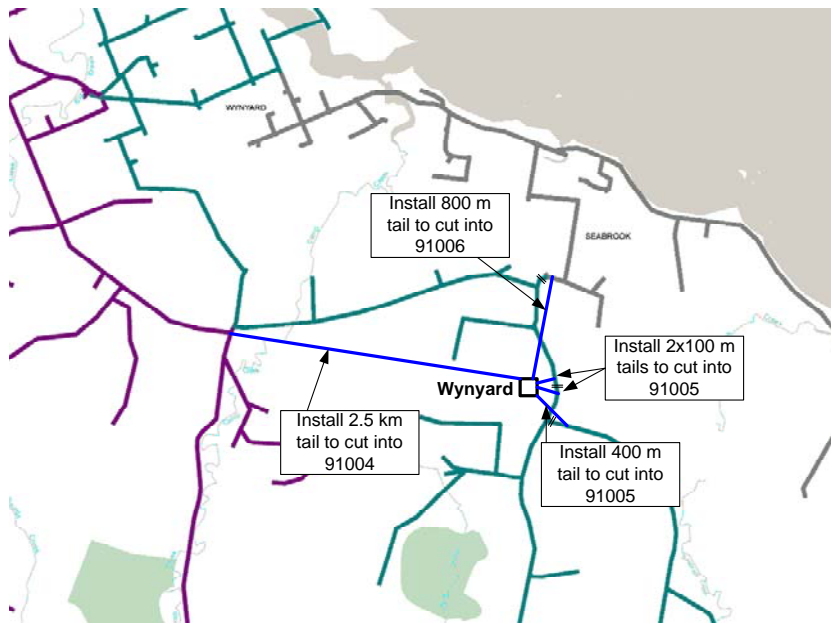 WYNYARD
Install 800 m
tail to cut into
91006
SEABROOK
Install 2x100 m
tails to cut into
91005
Wynyard
Install 2.5 km
tail to cut into
91004
Install 400 m
tail to cut into
91005